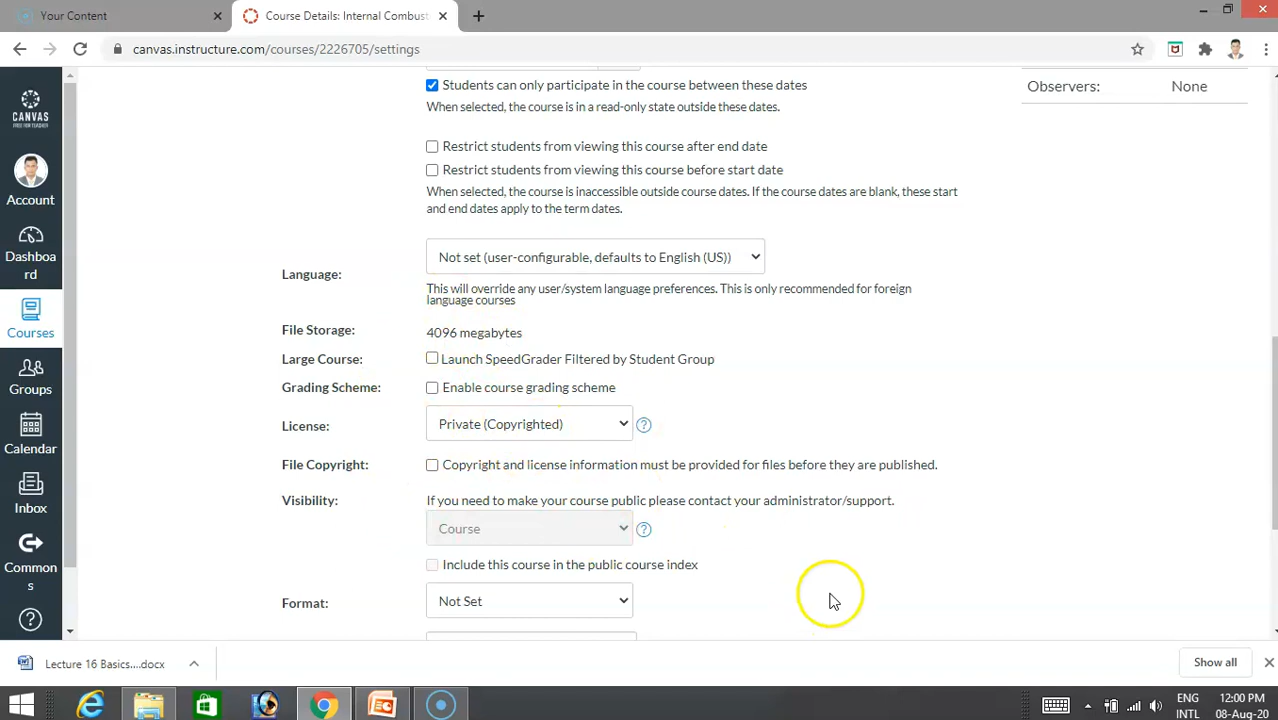 Your Content
Course Details: Internal Combust
canvas.instructure.com/courses/2226705/settings
CANVAS
FREE FOR TEACHER
Account
Dashboa
rd
Courses
Groups
Calendar
Inbox
Common
s
Students can only participate in the course between these dates
When selected, the course is in a read-only state outside these dates.
Restrict students from viewing this course after end date
Restrict students from viewing this course before start date
When selected, the course is inaccessible outside course dates. If the course dates are blank, these start
and end dates apply to the term dates.
Observers: None
Language: Not set (user-configurable, defaults to English (US))
This will override any user/system language preferences. This is only recommended for foreign
language courses
File Storage: 4096 megabytes
Large Course: Launch SpeedGrader Filtered by Student Group
Grading Scheme: Enable course grading scheme
License: Private (Copyrighted)
File Copyright: Copyright and license information must be provided for files before they are published.
Visibility: If you need to make your course public please contact your administrator/support.
Course
Include this course in the public course index
Format: Not Set
Lecture 16 Basics....docx
Show all
ENG
INTL
12:00 PM
08-Aug-20